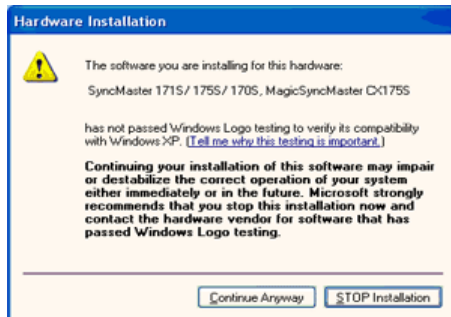 Hardware Installation
The software you are installing for this hardware:
SyncMaster 171S/ 175S/ 170S, MagicSyncMaster CX175S
has not passed Windows Logo testing to verify its compatibility
with Windows XP. (Tell me why this testing is important.)
Continuing your installation of this software may impair
or destabilize the correct operation of your system
either immediately or in the future. Microsoft strongly
recommends that you stop this installation now and
contact the hardware vendor for software that has
passed Windows Logo testing.
Continue Anyway STOP Installation